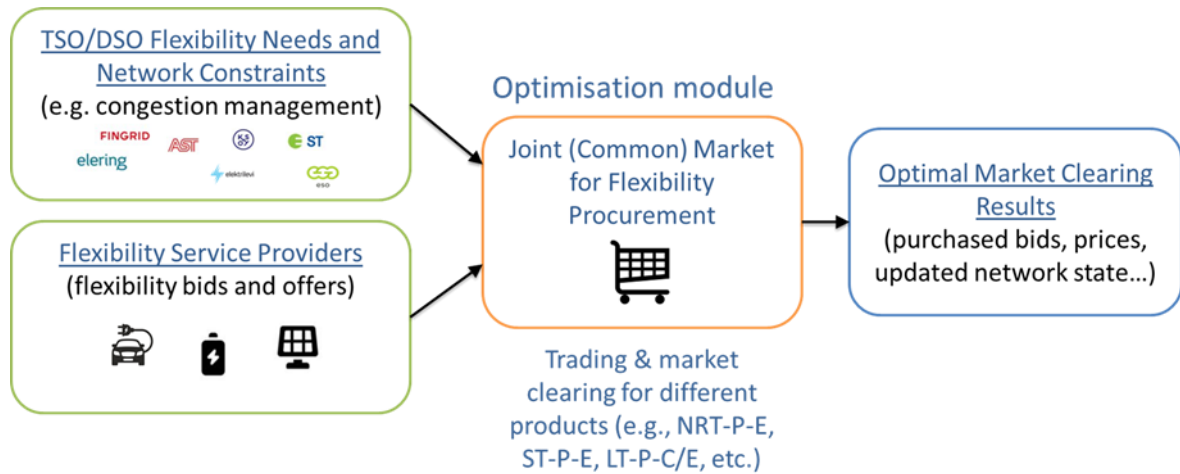 TSO/DSO Flexibility Needs and
Network Constraints
(e.g. congestion management)
FINGRID
AST
ST
elering
elektrilevi
eso
Flexibility Service Providers
(flexibility bids and offers)
Optimisation module
Joint (Common) Market
for Flexibility
Procurement
Trading & market
clearing for different
products (e.g., NRT-P-E,
ST-P-E, LT-P-C/E, etc.)
Optimal Market Clearing
Results
(purchased bids, prices,
updated network state...)